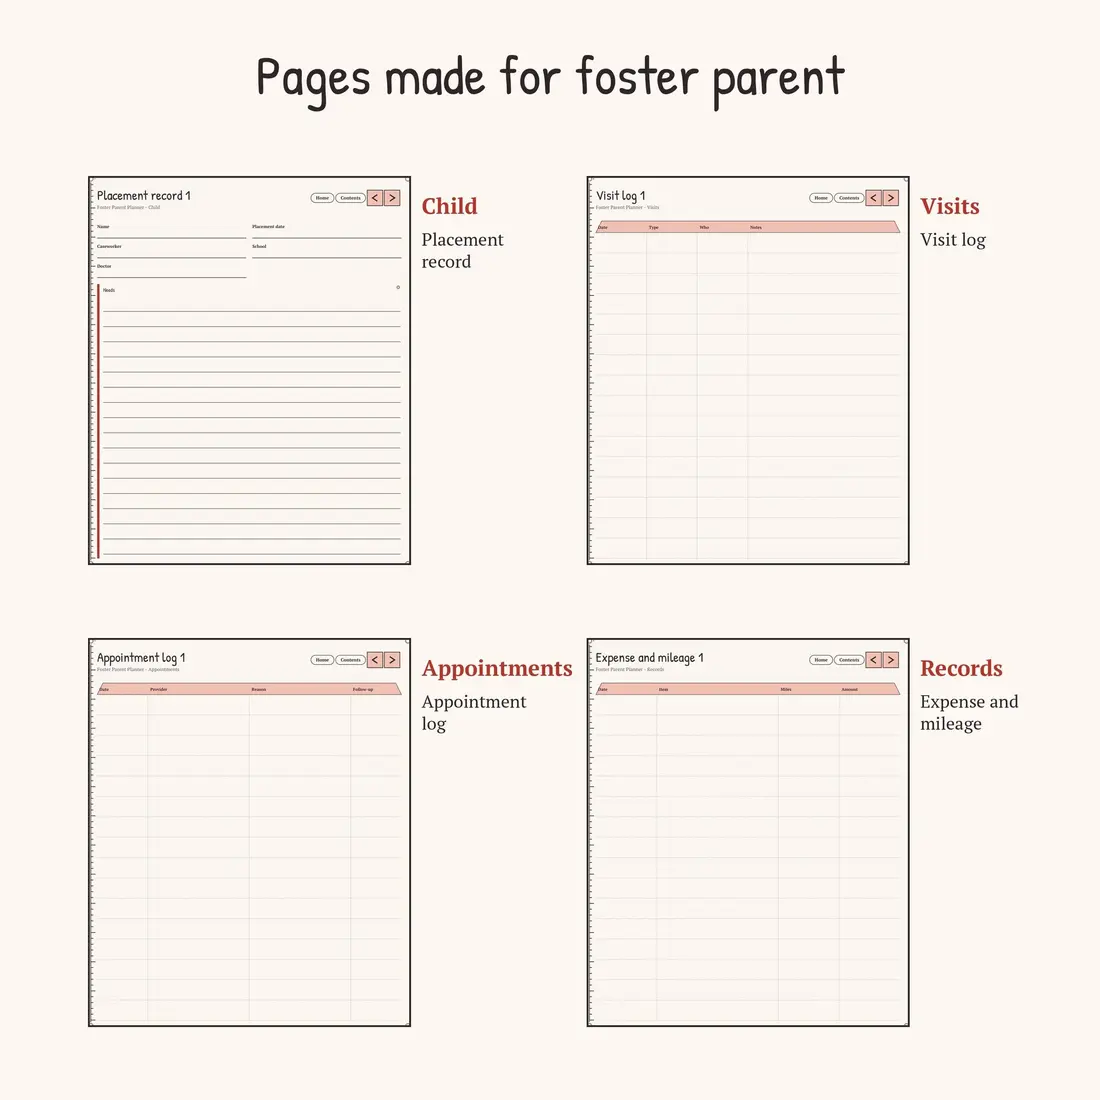 Pages made for foster parent
Placement record 1
Foster Parent Planner - Child
Home
Contents
<
>
Name
Placement date
Caseworker
School
Doctor
Needs
Child
Placement
record
Visit log 1
Foster Parent Planner - Visits
Home
Contents
<
>
Date
Type
Who
Notes
Visits
Visit log
Appointment log 1
Foster Parent Planner - Appointments
Home
Contents
<
>
Date
Provider
Reason
Follow-up
Appointments
Appointment
log
Expense and mileage 1
Foster Parent Planner - Records
Home
Contents
<
>
Date
Item
Miles
Amount
Records
Expense and
mileage